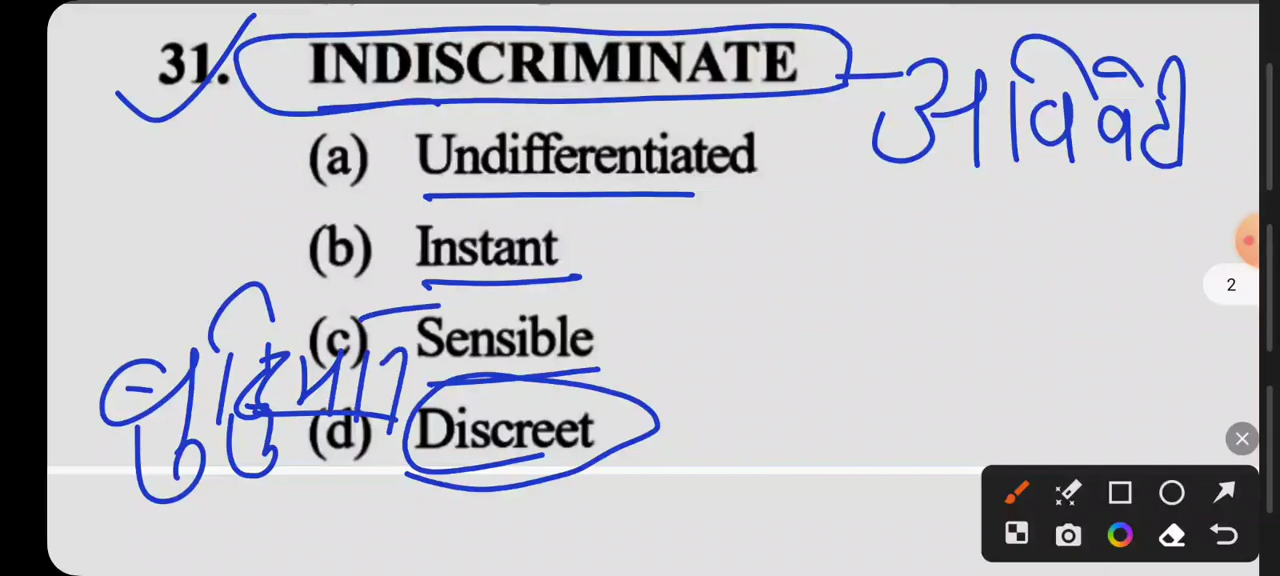 31. INDISCRIMINATE अविवेही
(a) Undifferentiated
(b) Instant
(c) Sensible
बुद्धिमान
(d) Discreet
2